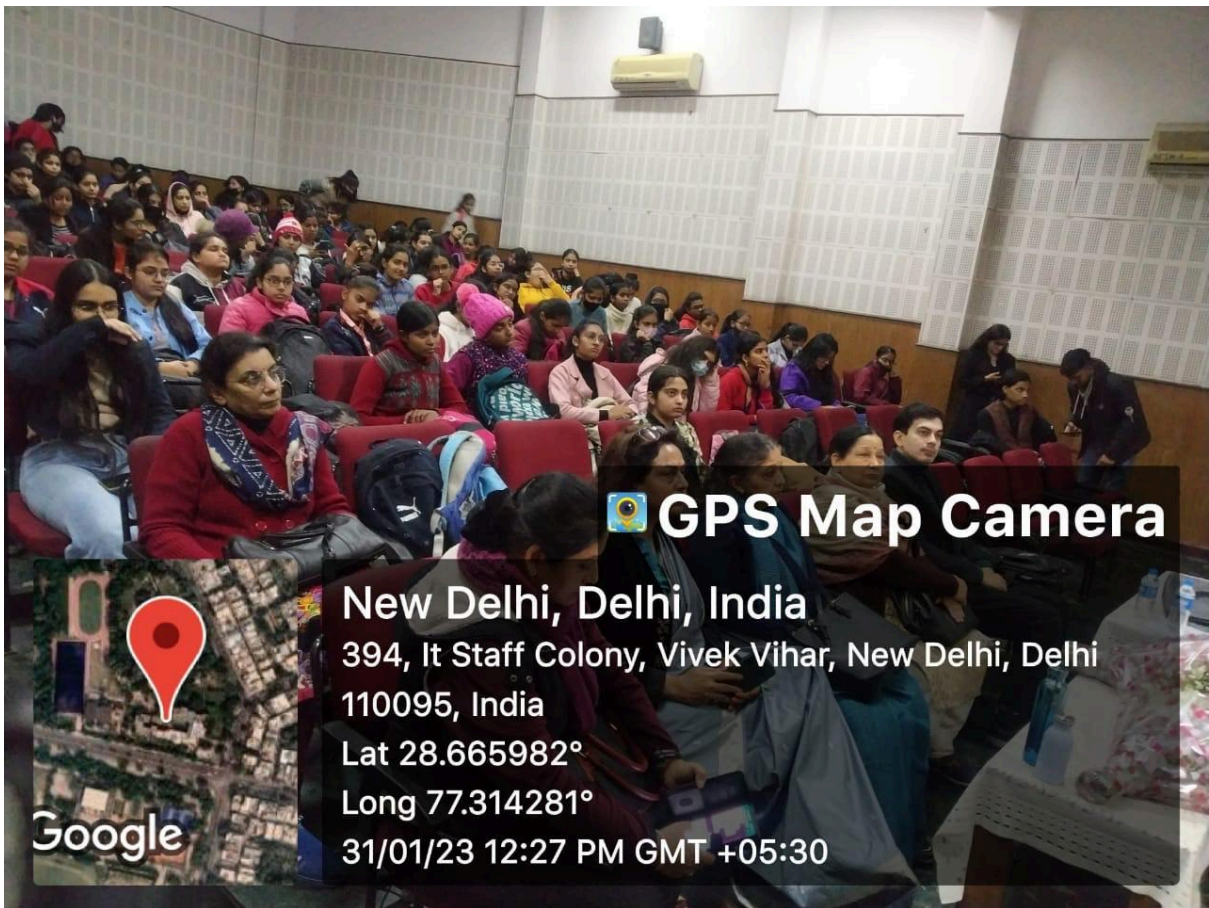 GPS Map Camera
New Delhi, Delhi, India
394, It Staff Colony, Vivek Vihar, New Delhi, Delhi
110095, India
Lat 28.665982°
Long 77.314281°
31/01/23 12:27 PM GMT +05:30
Google